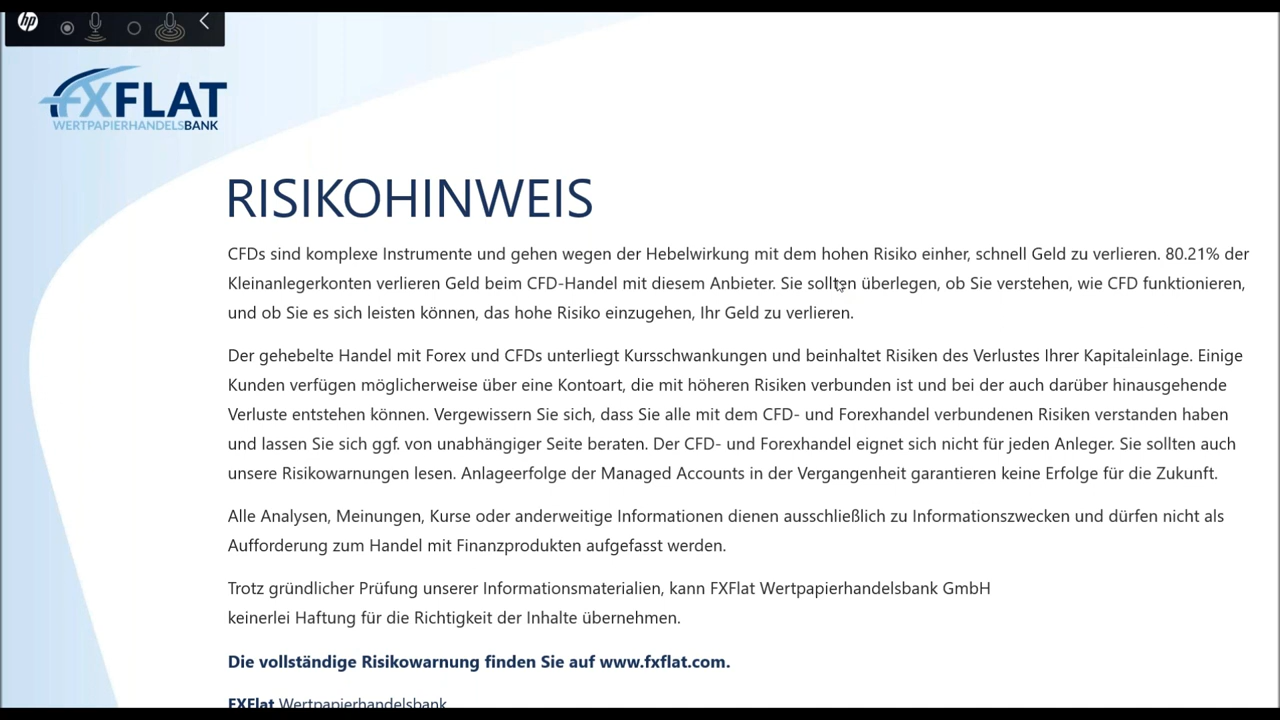 hp
FXFLAT
WERTPAPIERHANDELSBANK
RISIKOHINWEIS
CFDs sind komplexe Instrumente und gehen wegen der Hebelwirkung mit dem hohen Risiko einher, schnell Geld zu verlieren. 80.21% der
Kleinanlegerkonten verlieren Geld beim CFD-Handel mit diesem Anbieter. Sie sollten überlegen, ob Sie verstehen, wie CFD funktionieren,
und ob Sie es sich leisten können, das hohe Risiko einzugehen, Ihr Geld zu verlieren.
Der gehebelte Handel mit Forex und CFDs unterliegt Kursschwankungen und beinhaltet Risiken des Verlustes Ihrer Kapitaleinlage. Einige
Kunden verfügen möglicherweise über eine Kontoart, die mit höheren Risiken verbunden ist und bei der auch darüber hinausgehende
Verluste entstehen können. Vergewissern Sie sich, dass Sie alle mit dem CFD- und Forexhandel verbundenen Risiken verstanden haben
und lassen Sie sich ggf. von unabhängiger Seite beraten. Der CFD- und Forexhandel eignet sich nicht für jeden Anleger. Sie sollten auch
unsere Risikowarnungen lesen. Anlageerfolge der Managed Accounts in der Vergangenheit garantieren keine Erfolge für die Zukunft.
Alle Analysen, Meinungen, Kurse oder anderweitige Informationen dienen ausschließlich zu Informationszwecken und dürfen nicht als
Aufforderung zum Handel mit Finanzprodukten aufgefasst werden.
Trotz gründlicher Prüfung unserer Informationsmaterialien, kann FXFlat Wertpapierhandelsbank GmbH
keinerlei Haftung für die Richtigkeit der Inhalte übernehmen.
Die vollständige Risikowarnung finden Sie auf www.fxflat.com.
FXFlat Wertpapierhandelsbank